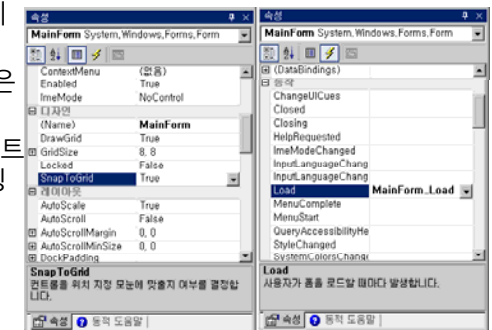 이
은
트
속성
MainForm System.Windows.Forms.Form
ContextMenu (없음)
Enabled True
ImeMode NoControl
디자인
(Name) MainForm
DrawGrid True
GridSize 8, 8
Locked False
SnapToGrid True
레이아웃
AutoScale True
AutoScroll False
AutoScrollMargin 0, 0
AutoScrollMinSize 0, 0
DockPadding
SnapToGrid
컨트롤을 위치 지정 모눈에 맞출지 여부를 결정합
니다.
속성 동적 도움말
속성
MainForm System.Windows.Forms.Form
(DataBindings)
동작
ChangeUICues
Closed
Closing
HelpRequested
ImeModeChanged
InputLanguageChang
InputLanguageChang
Load MainForm_Load
MenuComplete
MenuStart
QueryAccessibilityHe
StyleChanged
SystemColorsChang
Load
사용자가 폼을 로드할 때마다 발생합니다.
속성 동적 도움말